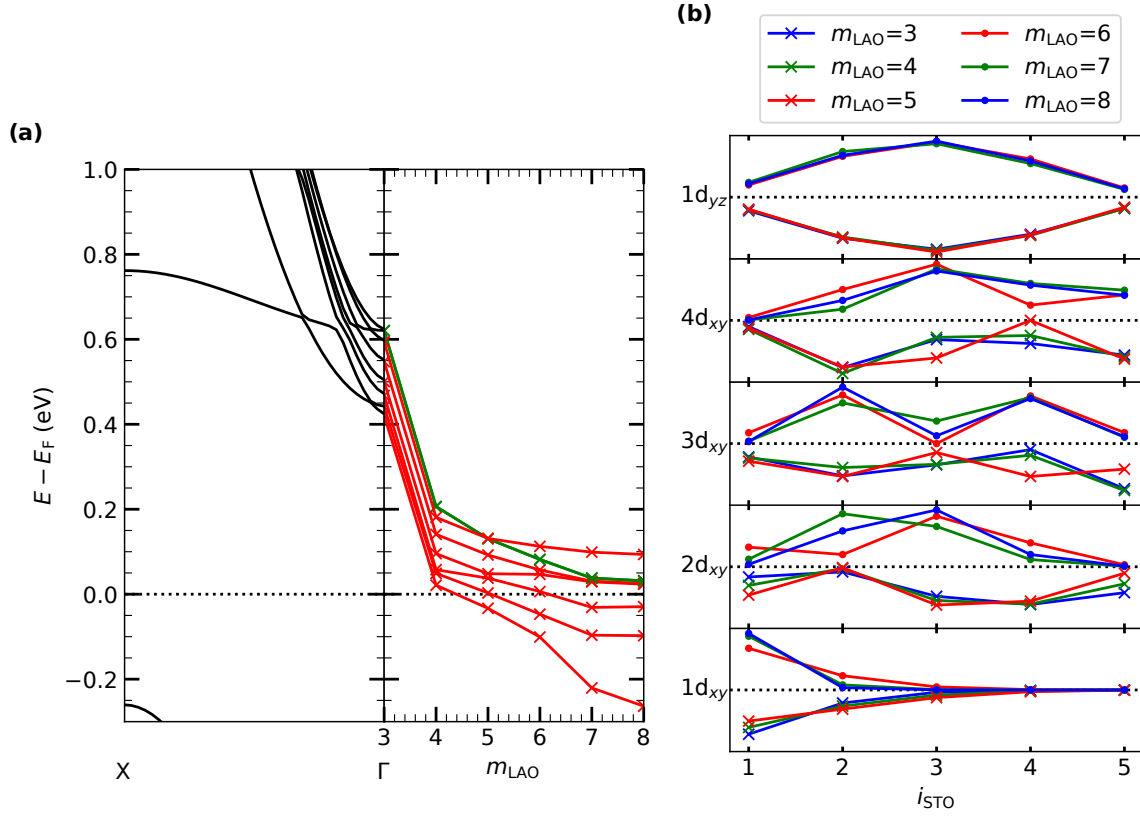 (a)
E − E_F (eV)
1.0
0.8
0.6
0.4
0.2
0.0
−0.2
X
Γ
3 4 5 6 7 8
m_LAO
(b)
m_LAO=3 m_LAO=6
m_LAO=4 m_LAO=7
m_LAO=5 m_LAO=8
1d_yz
4d_xy
3d_xy
2d_xy
1d_xy
1 2 3 4 5
i_STO